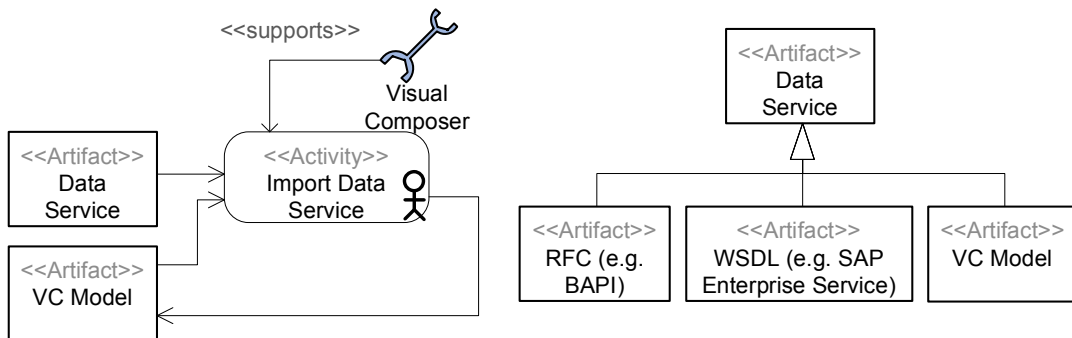 <<supports>>
Visual
Composer
<<Artifact>>
Data
Service
<<Activity>>
Import Data
Service
<<Artifact>>
VC Model
<<Artifact>>
Data
Service
<<Artifact>>
RFC (e.g.
BAPI)
<<Artifact>>
WSDL (e.g. SAP
Enterprise Service)
<<Artifact>>
VC Model